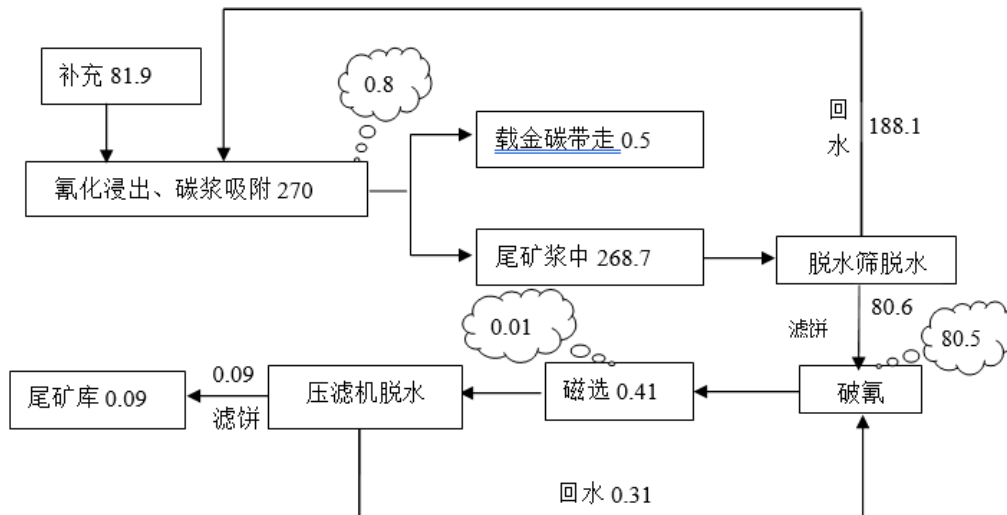 补充 81.9
0.8
回水
188.1
载金碳带走 0.5
氰化浸出、碳浆吸附 270
尾矿浆中 268.7
脱水筛脱水
80.6
滤饼
80.5
0.01
0.09
尾矿库 0.09
滤饼
压滤机脱水
磁选 0.41
破氰
回水 0.31